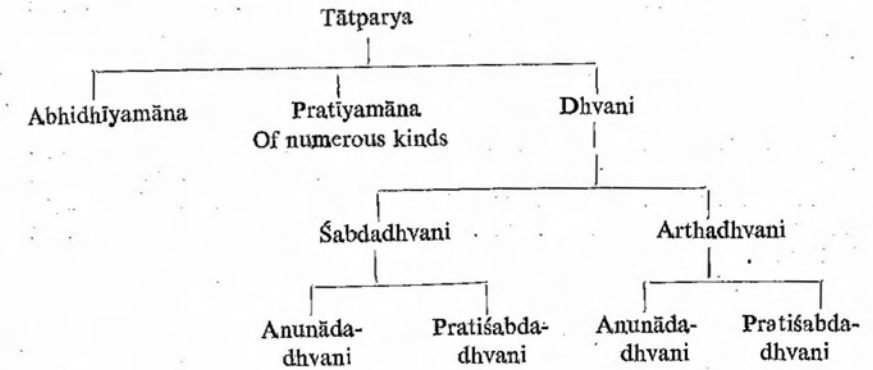 Tātparya
Abhidhīyamāna
Pratīyamāna
Of numerous kinds
Dhvani
Śabdadhvani
Arthadhvani
Anunāda-
dhvani
Pratiśabda-
dhvani
Anunāda-
dhvani
Pratiśabda-
dhvani